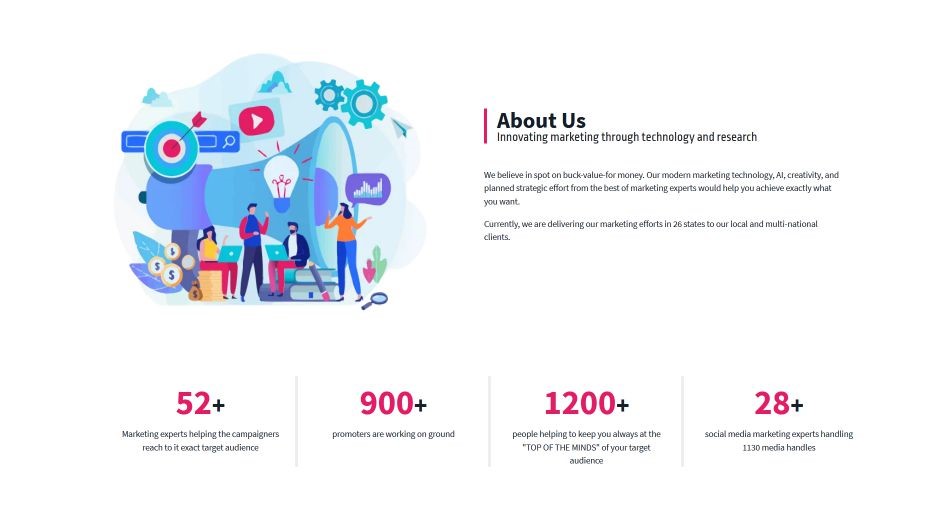 About Us
Innovating marketing through technology and research
We believe in spot on buck-value-for money. Our modern marketing technology, AI, creativity, and
planned strategic effort from the best of marketing experts would help you achieve exactly what
you want.
Currently, we are delivering our marketing efforts in 26 states to our local and multi-national
clients.
52+
Marketing experts helping the campaigners
reach to it exact target audience
900+
promoters are working on ground
1200+
people helping to keep you always at the
"TOP OF THE MINDS" of your target
audience
28+
social media marketing experts handling
1130 media handles